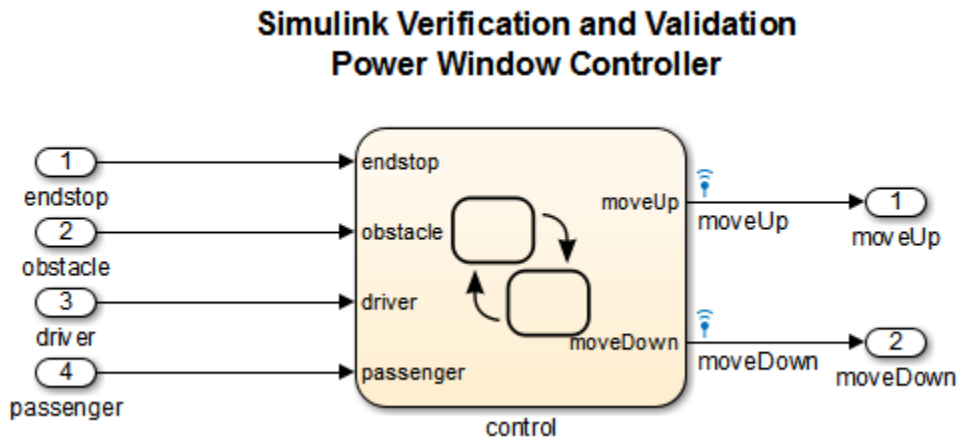 Simulink Verification and Validation
Power Window Controller
1
endstop
2
obstacle
3
driver
4
passenger
endstop
obstacle
driver
passenger
moveUp
moveDown
control
moveUp
moveDown
1
moveUp
2
moveDown